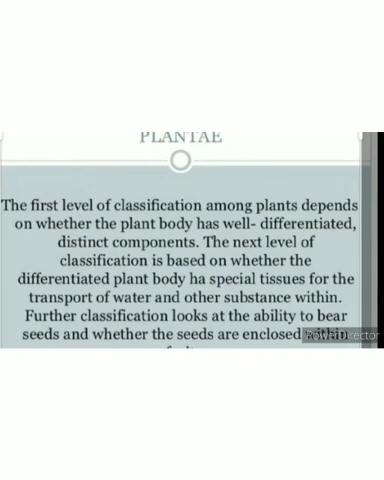 PLANTAE
The first level of classification among plants depends
on whether the plant body has well- differentiated,
distinct components. The next level of
classification is based on whether the
differentiated plant body ha special tissues for the
transport of water and other substance within.
Further classification looks at the ability to bear
seeds and whether the seeds are enclosed within
PowerDirector